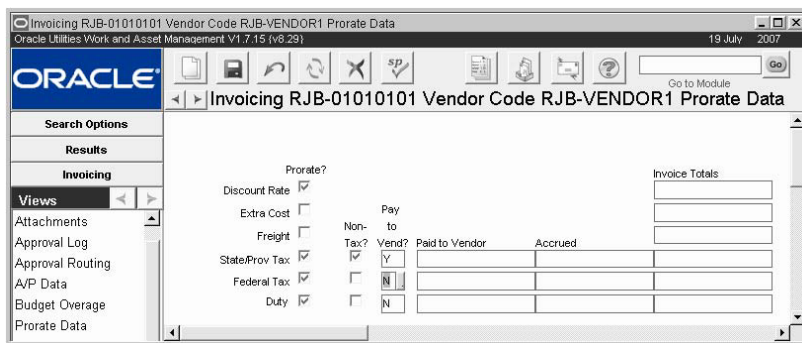 Invoicing RJB-01010101 Vendor Code RJB-VENDOR1 Prorate Data
Oracle Utilities Work and Asset Management V1.7.15 {v8.29} 19 July 2007
ORACLE
sp
Go
Go to Module
Invoicing RJB-01010101 Vendor Code RJB-VENDOR1 Prorate Data
Search Options
Results
Invoicing
Views
Attachments
Approval Log
Approval Routing
A/P Data
Budget Overage
Prorate Data
Prorate?
Invoice Totals
Discount Rate
Extra Cost
Freight
Non-Tax?
Pay to Vend?
Paid to Vendor
Accrued
State/Prov Tax Y
Federal Tax N
Duty N